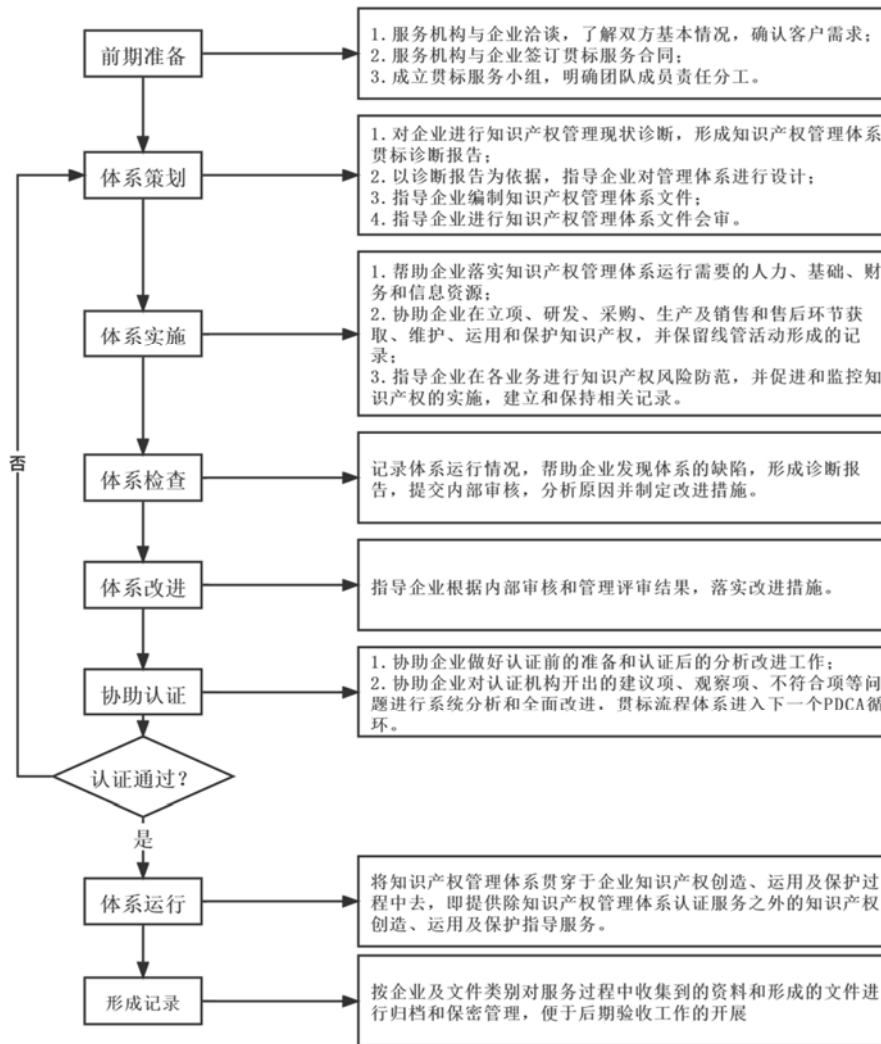 前期准备
1. 服务机构与企业洽谈，了解双方基本情况，确认客户需求；
2. 服务机构与企业签订贯标服务合同；
3. 成立贯标服务小组，明确团队成员责任分工。
体系策划
1. 对企业进行知识产权管理现状诊断，形成知识产权管理体系
贯标诊断报告；
2. 以诊断报告为依据，指导企业对管理体系进行设计；
3. 指导企业编制知识产权管理体系文件；
4. 指导企业进行知识产权管理体系文件会审。
体系实施
1. 帮助企业落实知识产权管理体系运行需要的人力、基础、财
务和信息资源；
2. 协助企业在立项、研发、采购、生产及销售和售后环节获
取、维护、运用和保护知识产权，并保留线管活动形成的记
录；
3. 指导企业在各业务进行知识产权风险防范，并促进和监控知
识产权的实施，建立和保持相关记录。
否
体系检查
记录体系运行情况，帮助企业发现体系的缺陷，形成诊断报
告，提交内部审核，分析原因并制定改进措施。
体系改进
指导企业根据内部审核和管理评审结果，落实改进措施。
协助认证
1. 协助企业做好认证前的准备和认证后的分析改进工作；
2. 协助企业对认证机构开出的建议项、观察项、不符合项等问
题进行系统分析和全面改进，贯标流程体系进入下一个PDCA循
环。
认证通过？
是
体系运行
将知识产权管理体系贯穿于企业知识产权创造、运用及保护过
程中去，即提供除知识产权管理体系认证服务之外的知识产权
创造、运用及保护指导服务。
形成记录
按企业及文件类别对服务过程中收集到的资料和形成的文件进
行归档和保密管理，便于后期验收工作的开展